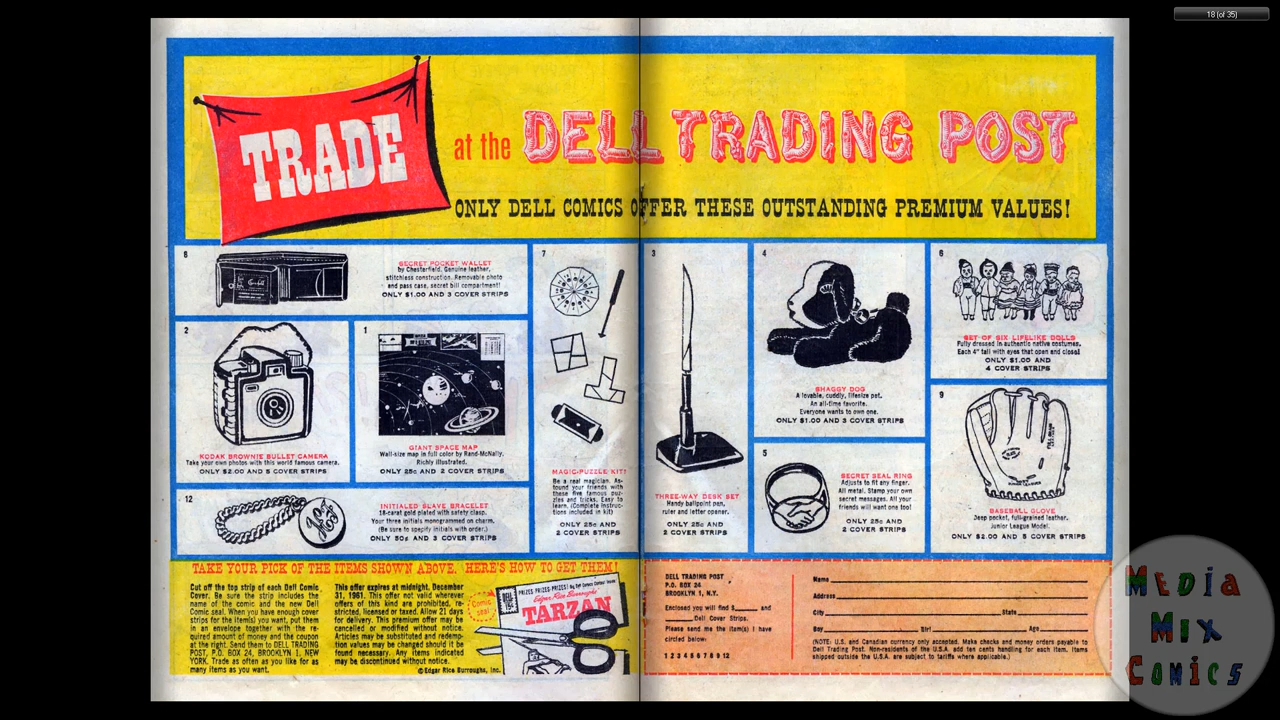 18 (of 35)
TRADE
at the DELL TRADING POST
ONLY DELL COMICS OFFER THESE OUTSTANDING PREMIUM VALUES!
8
SECRET POCKET WALLET
by Chesterfield. Genuine leather,
stitchless construction. Removable photo
and pass case, secret bill compartment!
ONLY $1.00 AND 3 COVER STRIPS
2
KODAK BROWNIE BULLET CAMERA
Take your own photos with this world famous camera.
ONLY $2.00 AND 5 COVER STRIPS
1
GIANT SPACE MAP
Wall-size map in full color by Rand-McNally.
Richly illustrated.
ONLY 25c AND 2 COVER STRIPS
12
INITIALED SLAVE BRACELET
18-carat gold plated with safety clasp.
Your three initials monogrammed on charm.
(Be sure to specify initials with order.)
ONLY 50c AND 3 COVER STRIPS
7
MAGIC-PUZZLE KIT!
Be a real magician. As-
tound your friends with
these five famous puz-
zles and tricks. Easy to
learn. (Complete instruc-
tions included in kit)
ONLY 25c AND
2 COVER STRIPS
3
THREE-WAY DESK SET
Handy ballpoint pen,
ruler and letter opener.
ONLY 25c AND
2 COVER STRIPS
4
SHAGGY DOG
A lovable, cuddly, lifesize pet.
An all-time favorite.
Everyone wants to own one.
ONLY $1.00 AND 3 COVER STRIPS
5
SECRET SEAL RING
Adjusts to fit any finger.
All metal. Stamp your own
secret messages. All your
friends will want one too!
ONLY 25c AND
2 COVER STRIPS
6
SET OF SIX LIFELIKE DOLLS
Fully dressed in authentic native costumes.
Each 4" tall with eyes that open and close!
ONLY $1.00 AND
4 COVER STRIPS
9
BASEBALL GLOVE
Deep pocket, full-grained leather.
Junior League Model.
ONLY $2.00 AND 5 COVER STRIPS
TAKE YOUR PICK OF THE ITEMS SHOWN ABOVE. HERE'S HOW TO GET THEM!
Cut off the top strip of each Dell Comic
Cover. Be sure the strip includes the
name of the comic and the new Dell
Comic seal. When you have enough cover
strips for the item(s) you want, put them
in an envelope together with the re-
quired amount of money and the coupon
at the right. Send them to DELL TRADING
POST, P.O. BOX 24, BROOKLYN 1, NEW
YORK. Trade as often as you like for as
many items as you want.
This offer expires at midnight, December
31, 1961. This offer not valid wherever
offers of this kind are prohibited, re-
stricted, licensed or taxed. Allow 21 days
for delivery. This premium offer may be
cancelled or modified without notice.
Articles may be substituted and redemp-
tion values may be changed should it be
found necessary. Any items indicated
may be discontinued without notice.
Comic seal
PRIZES-PRIZES-PRIZES!
Edgar Rice Burroughs'
TARZAN
©Edgar Rice Burroughs, Inc.
DELL TRADING POST
P.O. BOX 24
BROOKLYN 1, N.Y.
Enclosed you will find $______ and
______Dell Cover Strips.
Please send me the item(s) I have
circled below:
1 2 3 4 5 6 7 8 9 12
Name
Address
City State
Boy Girl Age
(NOTE: U.S. and Canadian currency only accepted. Make checks and money orders payable to
Dell Trading Post. Non-residents of the U.S.A. add ten cents handling for each item. Items
shipped outside the U.S.A. are subject to tariffs where applicable.)
MEDIA
MIX
COMICS